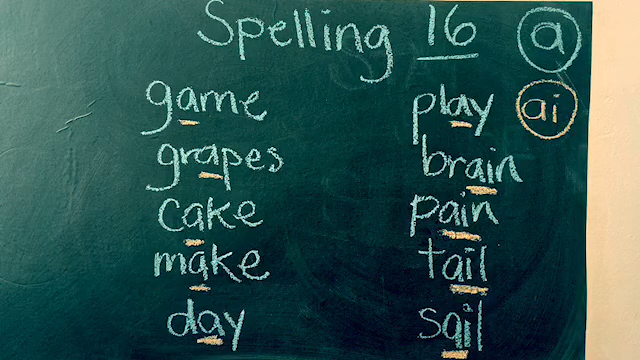 Spelling 16 a
game play ai
grapes brain
cake pain
make tail
day sail